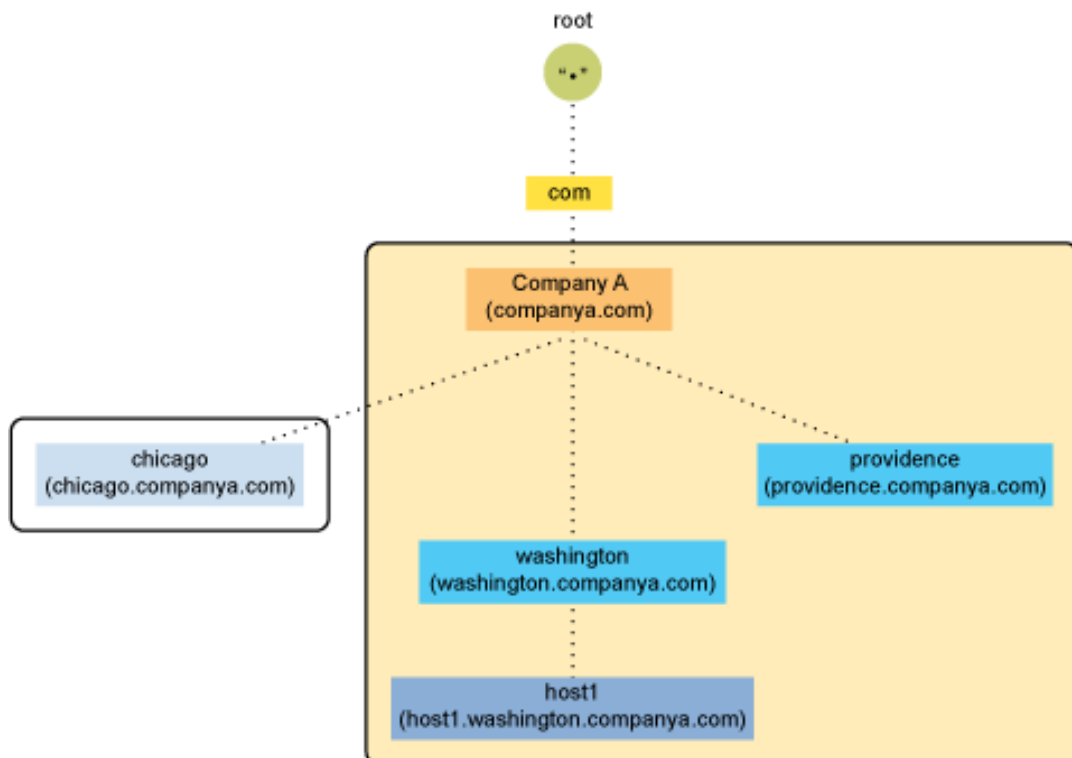 root
“•”
com
Company A
(companya.com)
chicago
(chicago.companya.com)
providence
(providence.companya.com)
washington
(washington.companya.com)
host1
(host1.washington.companya.com)